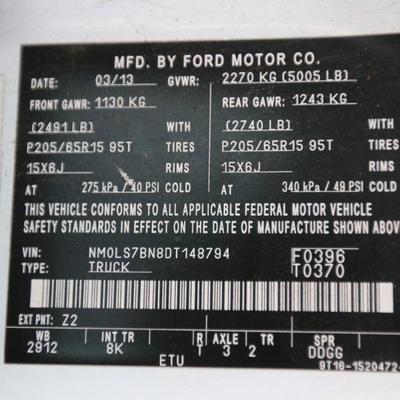 MFD. BY FORD MOTOR CO.
DATE: 03/13 GVWR: 2270 KG (5005 LB)
FRONT GAWR: 1130 KG REAR GAWR: 1243 KG
(2491 LB) WITH (2740 LB) WITH
P205/65R15 95T TIRES P205/65R15 95T TIRES
15X6J RIMS 15X6J RIMS
AT 275 kPa / 40 PSI COLD AT 340 kPa / 49 PSI COLD
THIS VEHICLE CONFORMS TO ALL APPLICABLE FEDERAL MOTOR VEHICLE
SAFETY STANDARDS IN EFFECT ON THE DATE OF MANUFACTURE SHOWN ABOV
VIN: NM0LS7BN8DT148794 F0396
TYPE: TRUCK T0370
EXT PNT: Z2
WB INT TR R AXLE TR SPR
2912 8K T 3 2 DDGG
ETU 9T16-1520472-